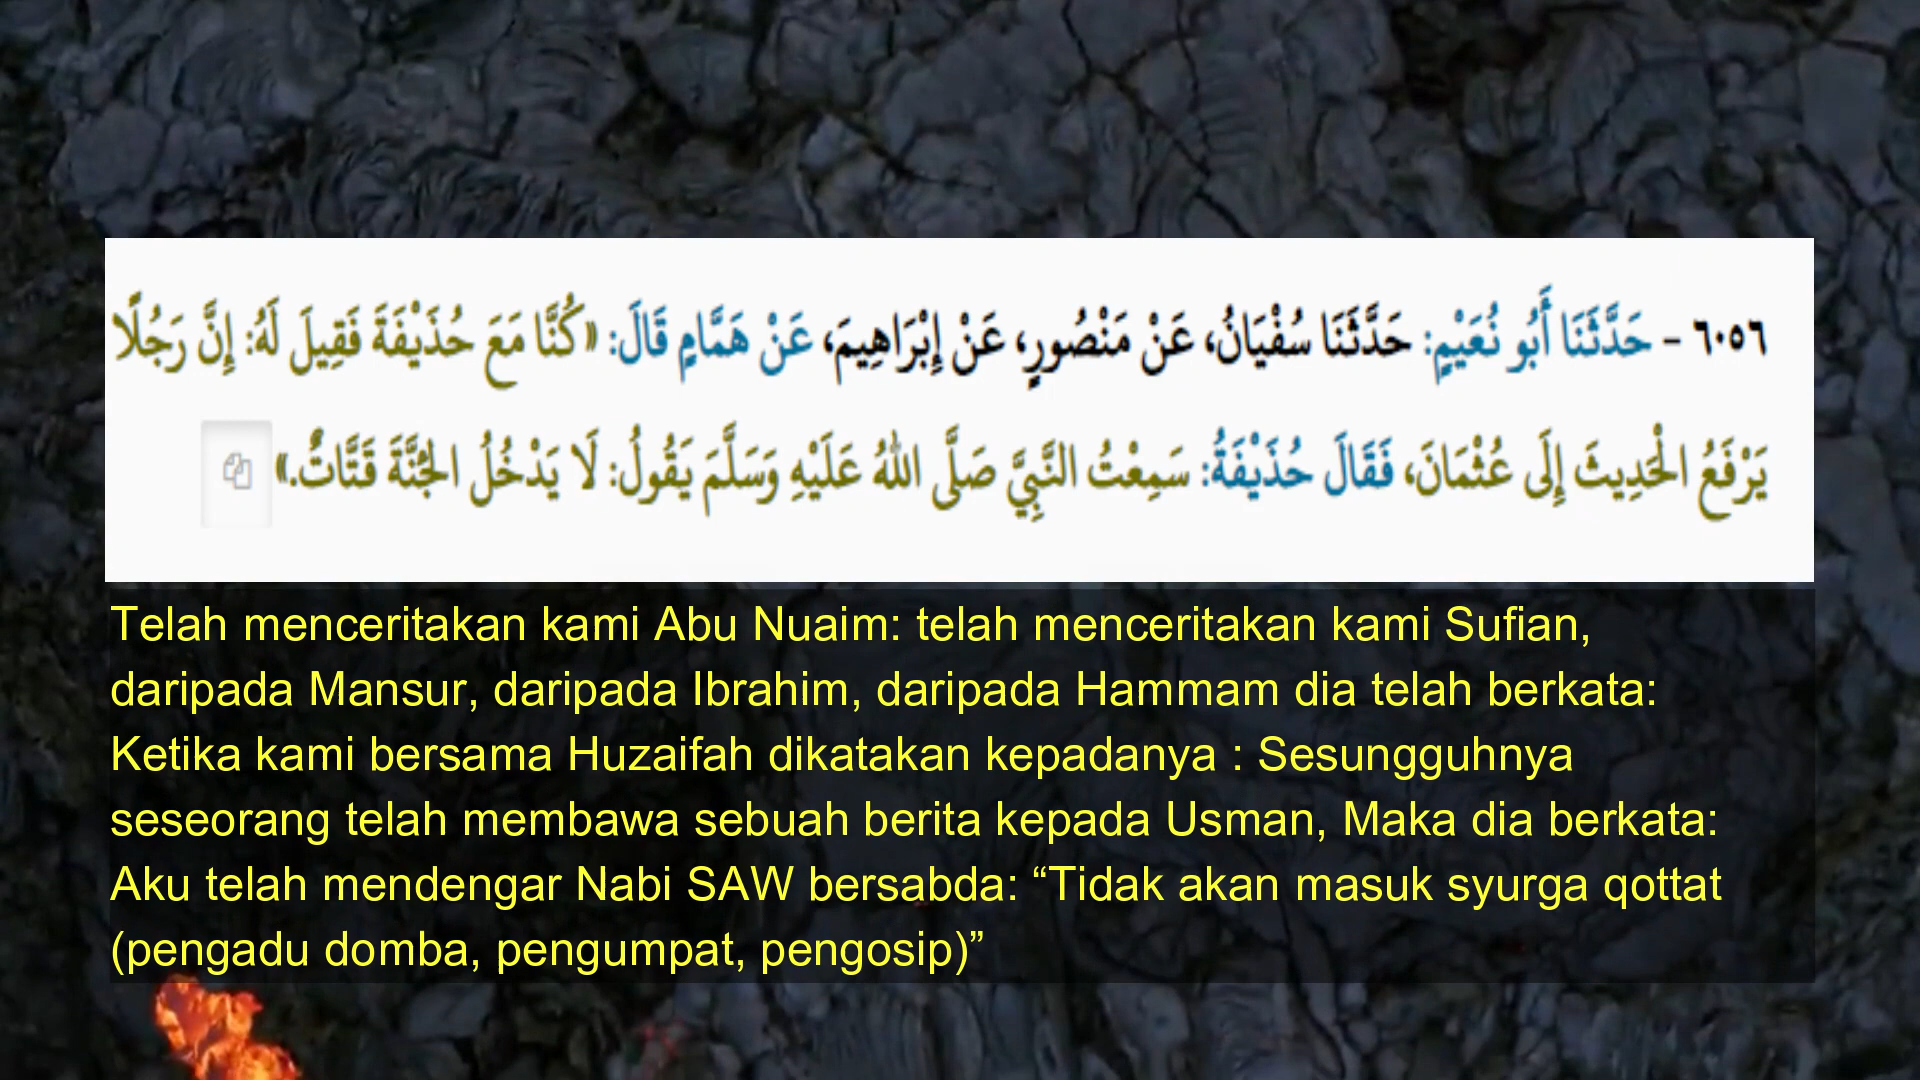 ٦٠٥٦ - حَدَّثَنَا أَبُو نُعَيْمٍ: حَدَّثَنَا سُفْيَانُ، عَنْ مَنْصُورٍ، عَنْ إِبْرَاهِيمَ، عَنْ هَمَّامٍ قَالَ: «كُنَّا مَعَ حُذَيْفَةَ فَقِيلَ لَهُ: إِنَّ رَجُلًا
يَرْفَعُ الْحَدِيثَ إِلَى عُثْمَانَ، فَقَالَ حُذَيْفَةُ: سَمِعْتُ النَّبِيَّ صَلَّى اللهُ عَلَيْهِ وَسَلَّمَ يَقُولُ: لَا يَدْخُلُ الْجَنَّةَ قَتَّاتٌ.»
Telah menceritakan kami Abu Nuaim: telah menceritakan kami Sufian,
daripada Mansur, daripada Ibrahim, daripada Hammam dia telah berkata:
Ketika kami bersama Huzaifah dikatakan kepadanya : Sesungguhnya
seseorang telah membawa sebuah berita kepada Usman, Maka dia berkata:
Aku telah mendengar Nabi SAW bersabda: “Tidak akan masuk syurga qottat
(pengadu domba, pengumpat, pengosip)”